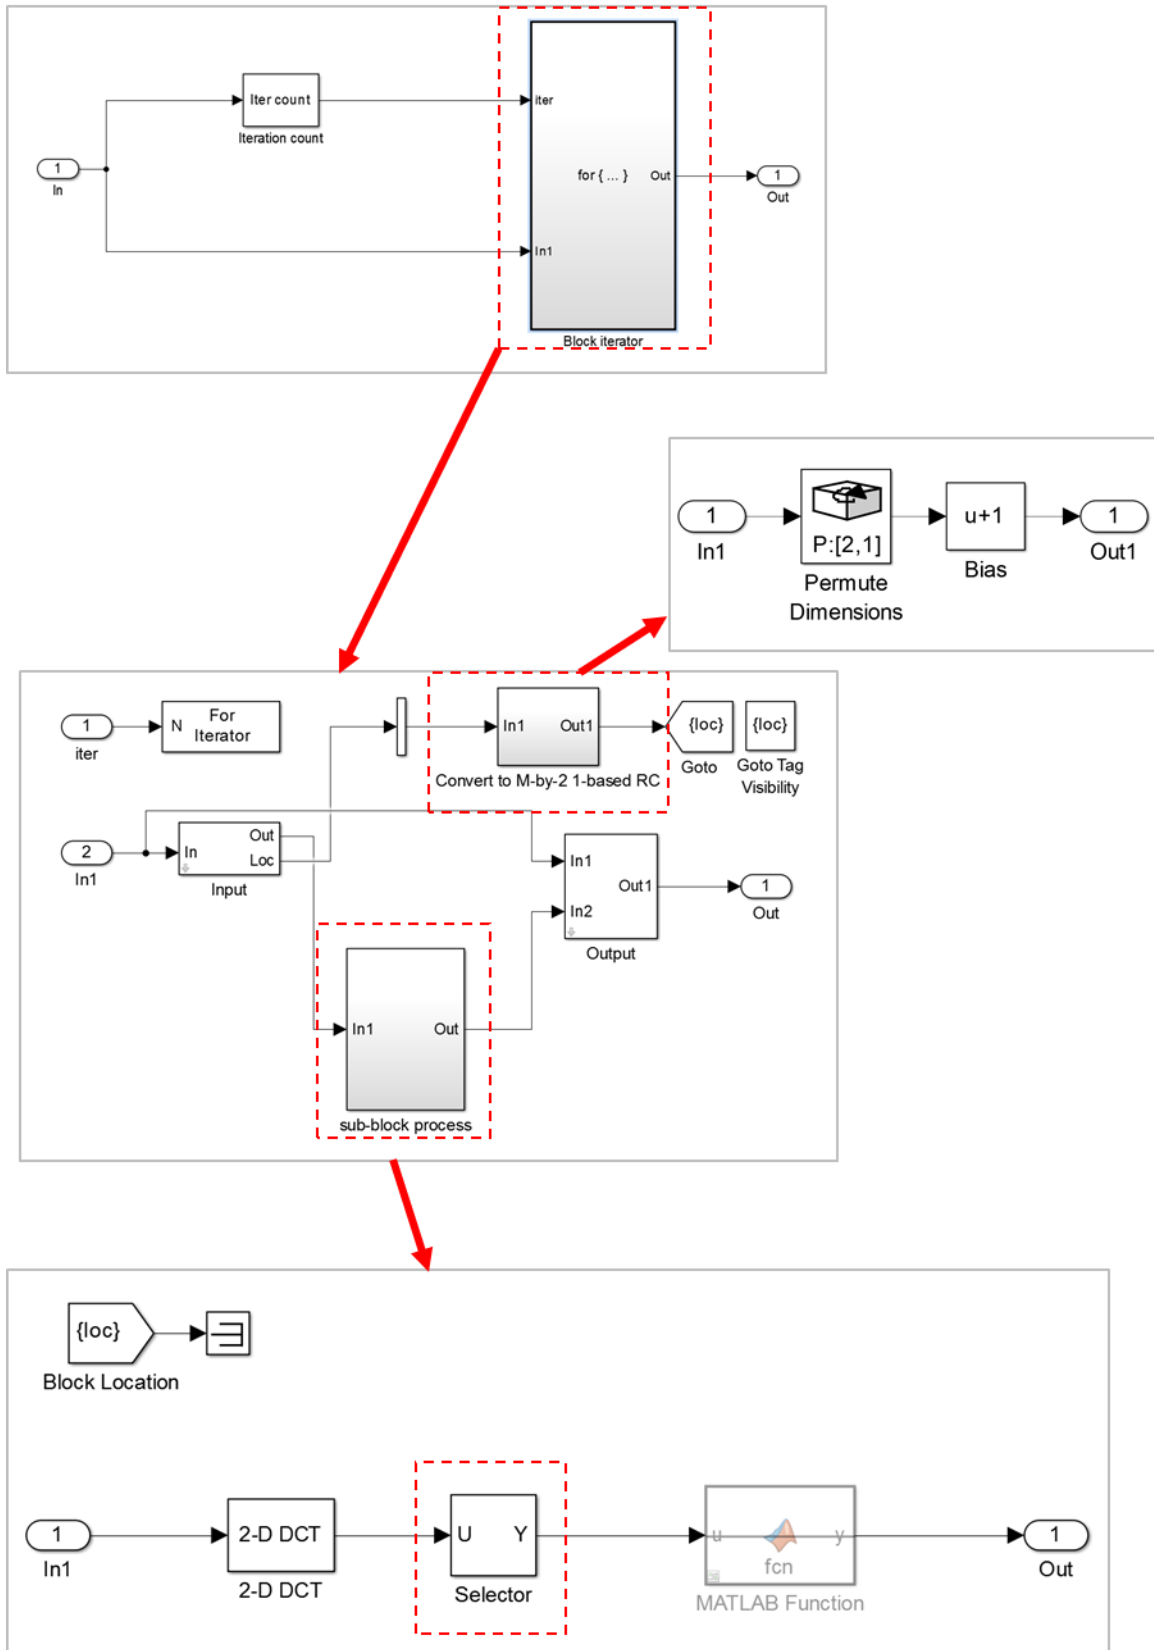 Iter count
Iteration count
iter
1
In
for { ... }
Out
1
Out
In1
Block iterator
1
In1
P:[2,1]
Permute
Dimensions
u+1
Bias
1
Out1
1
iter
N
For
Iterator
In1
Out1
Convert to M-by-2 1-based RC
{loc}
Goto
{loc}
Goto Tag
Visibility
2
In1
In
Out
Loc
Input
In1
In2
Out1
Output
1
Out
In1
Out
sub-block process
{loc}
Block Location
1
In1
2-D DCT
2-D DCT
U
Y
Selector
u
fcn
y
MATLAB Function
1
Out